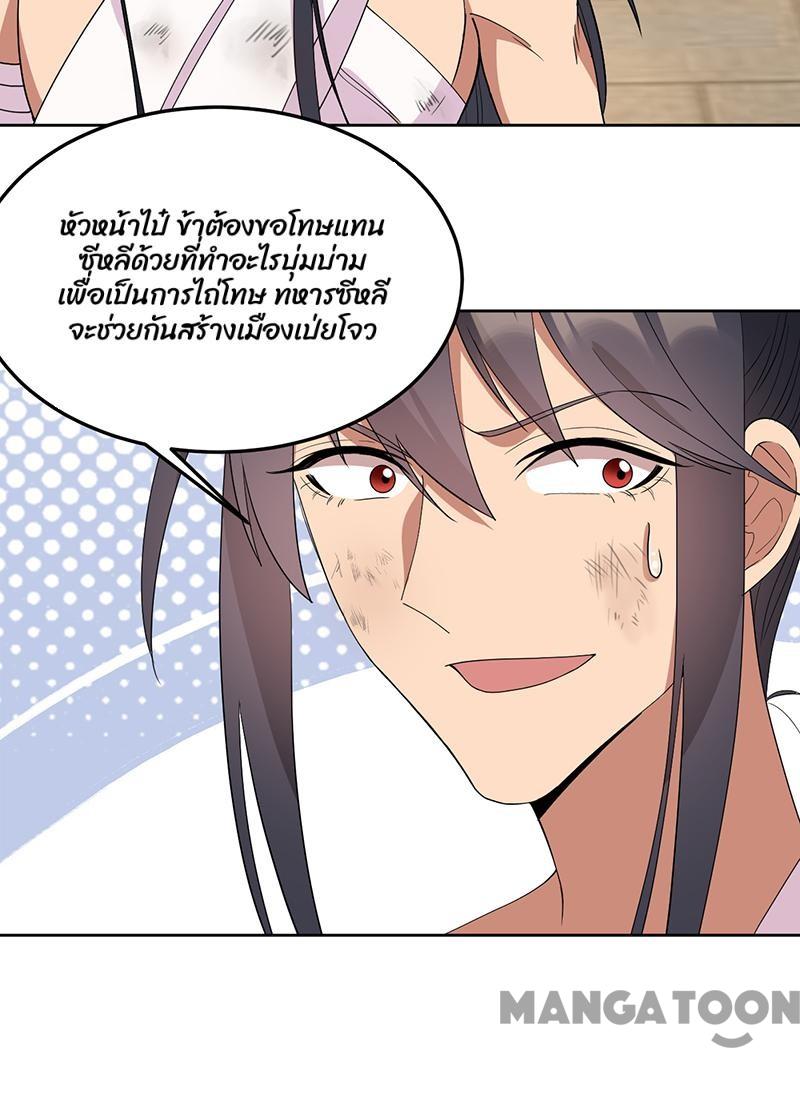 หัวหน้าไป๋ ข้าต้องขอโทษแทน
ซีหลีด้วยที่ทำอะไรบุ่มบ่าม
เพื่อเป็นการไถ่โทษ ทหารซีหลี
จะช่วยกันสร้างเมืองเป่ยโจว
MANGATOON